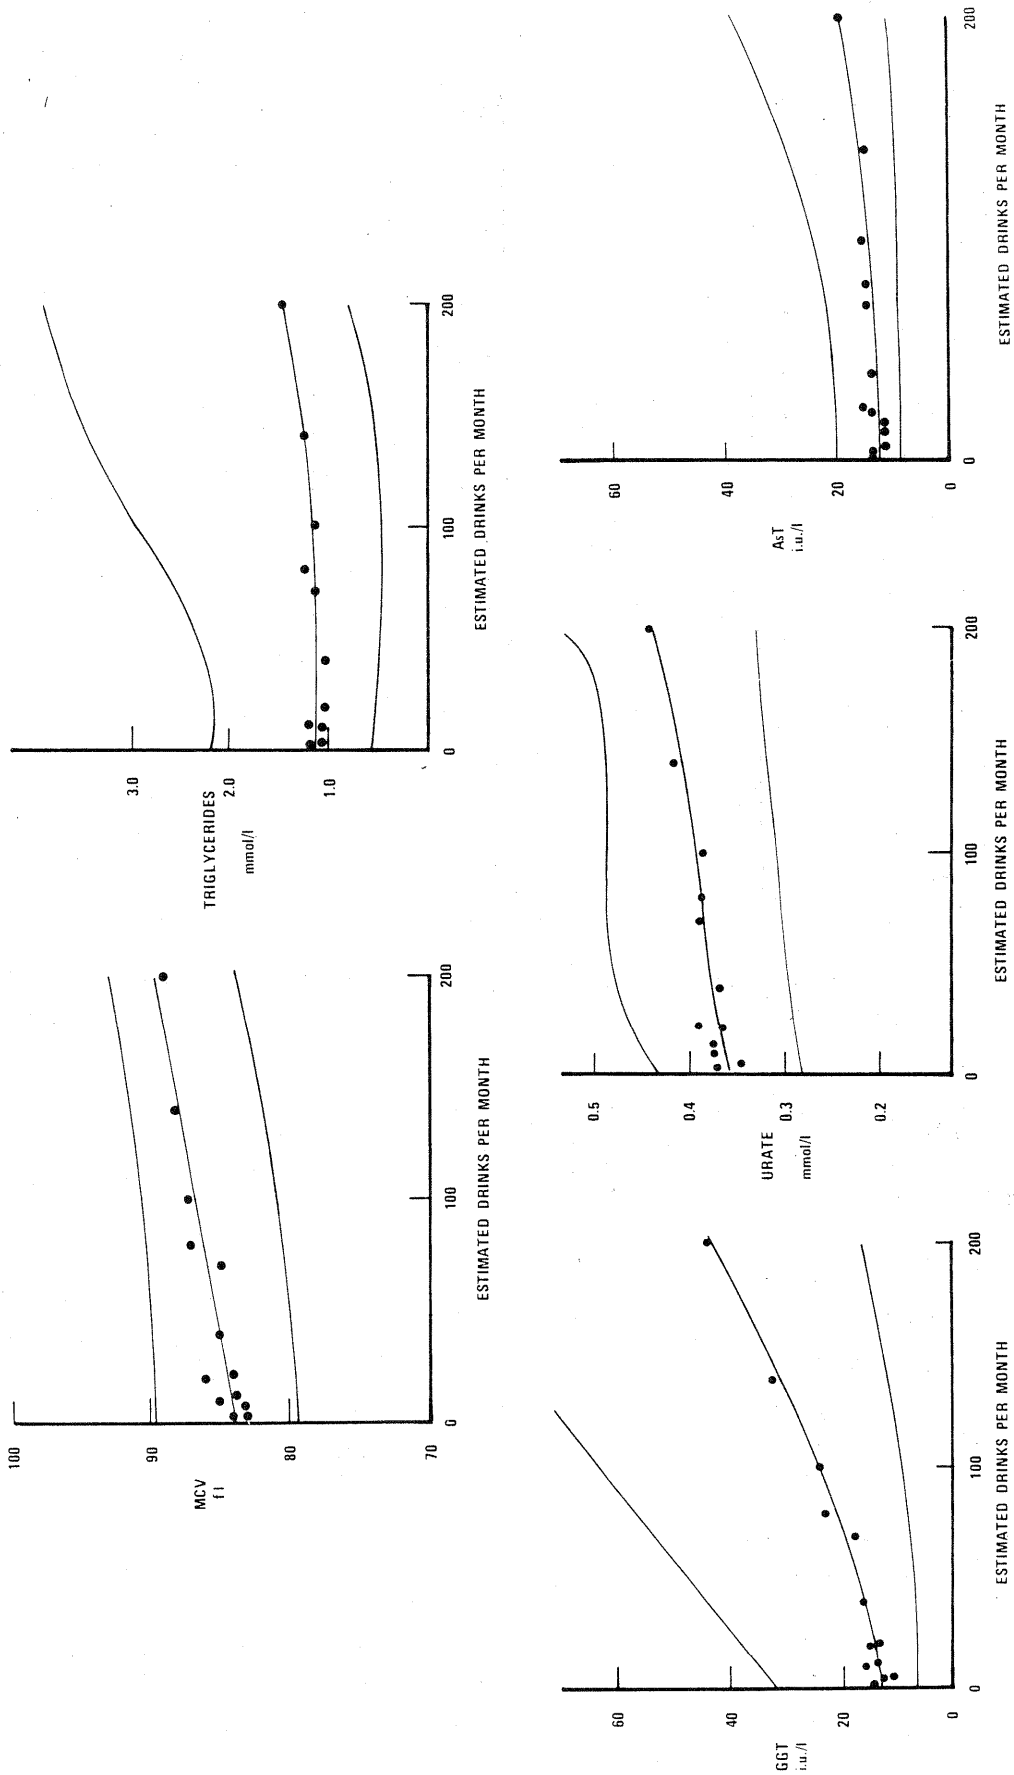 100
90
MCV
fl
80
70
0
100
200
ESTIMATED DRINKS PER MONTH
3.0
TRIGLYCERIDES
2.0
mmol/l
1.0
0
100
200
ESTIMATED DRINKS PER MONTH
60
40
GGT
i.u./l
20
0
0
100
200
ESTIMATED DRINKS PER MONTH
0.5
0.4
URATE
mmol/l
0.3
0.2
0
100
200
ESTIMATED DRINKS PER MONTH
60
40
AsT
i.u./l
20
0
0
200
ESTIMATED DRINKS PER MONTH